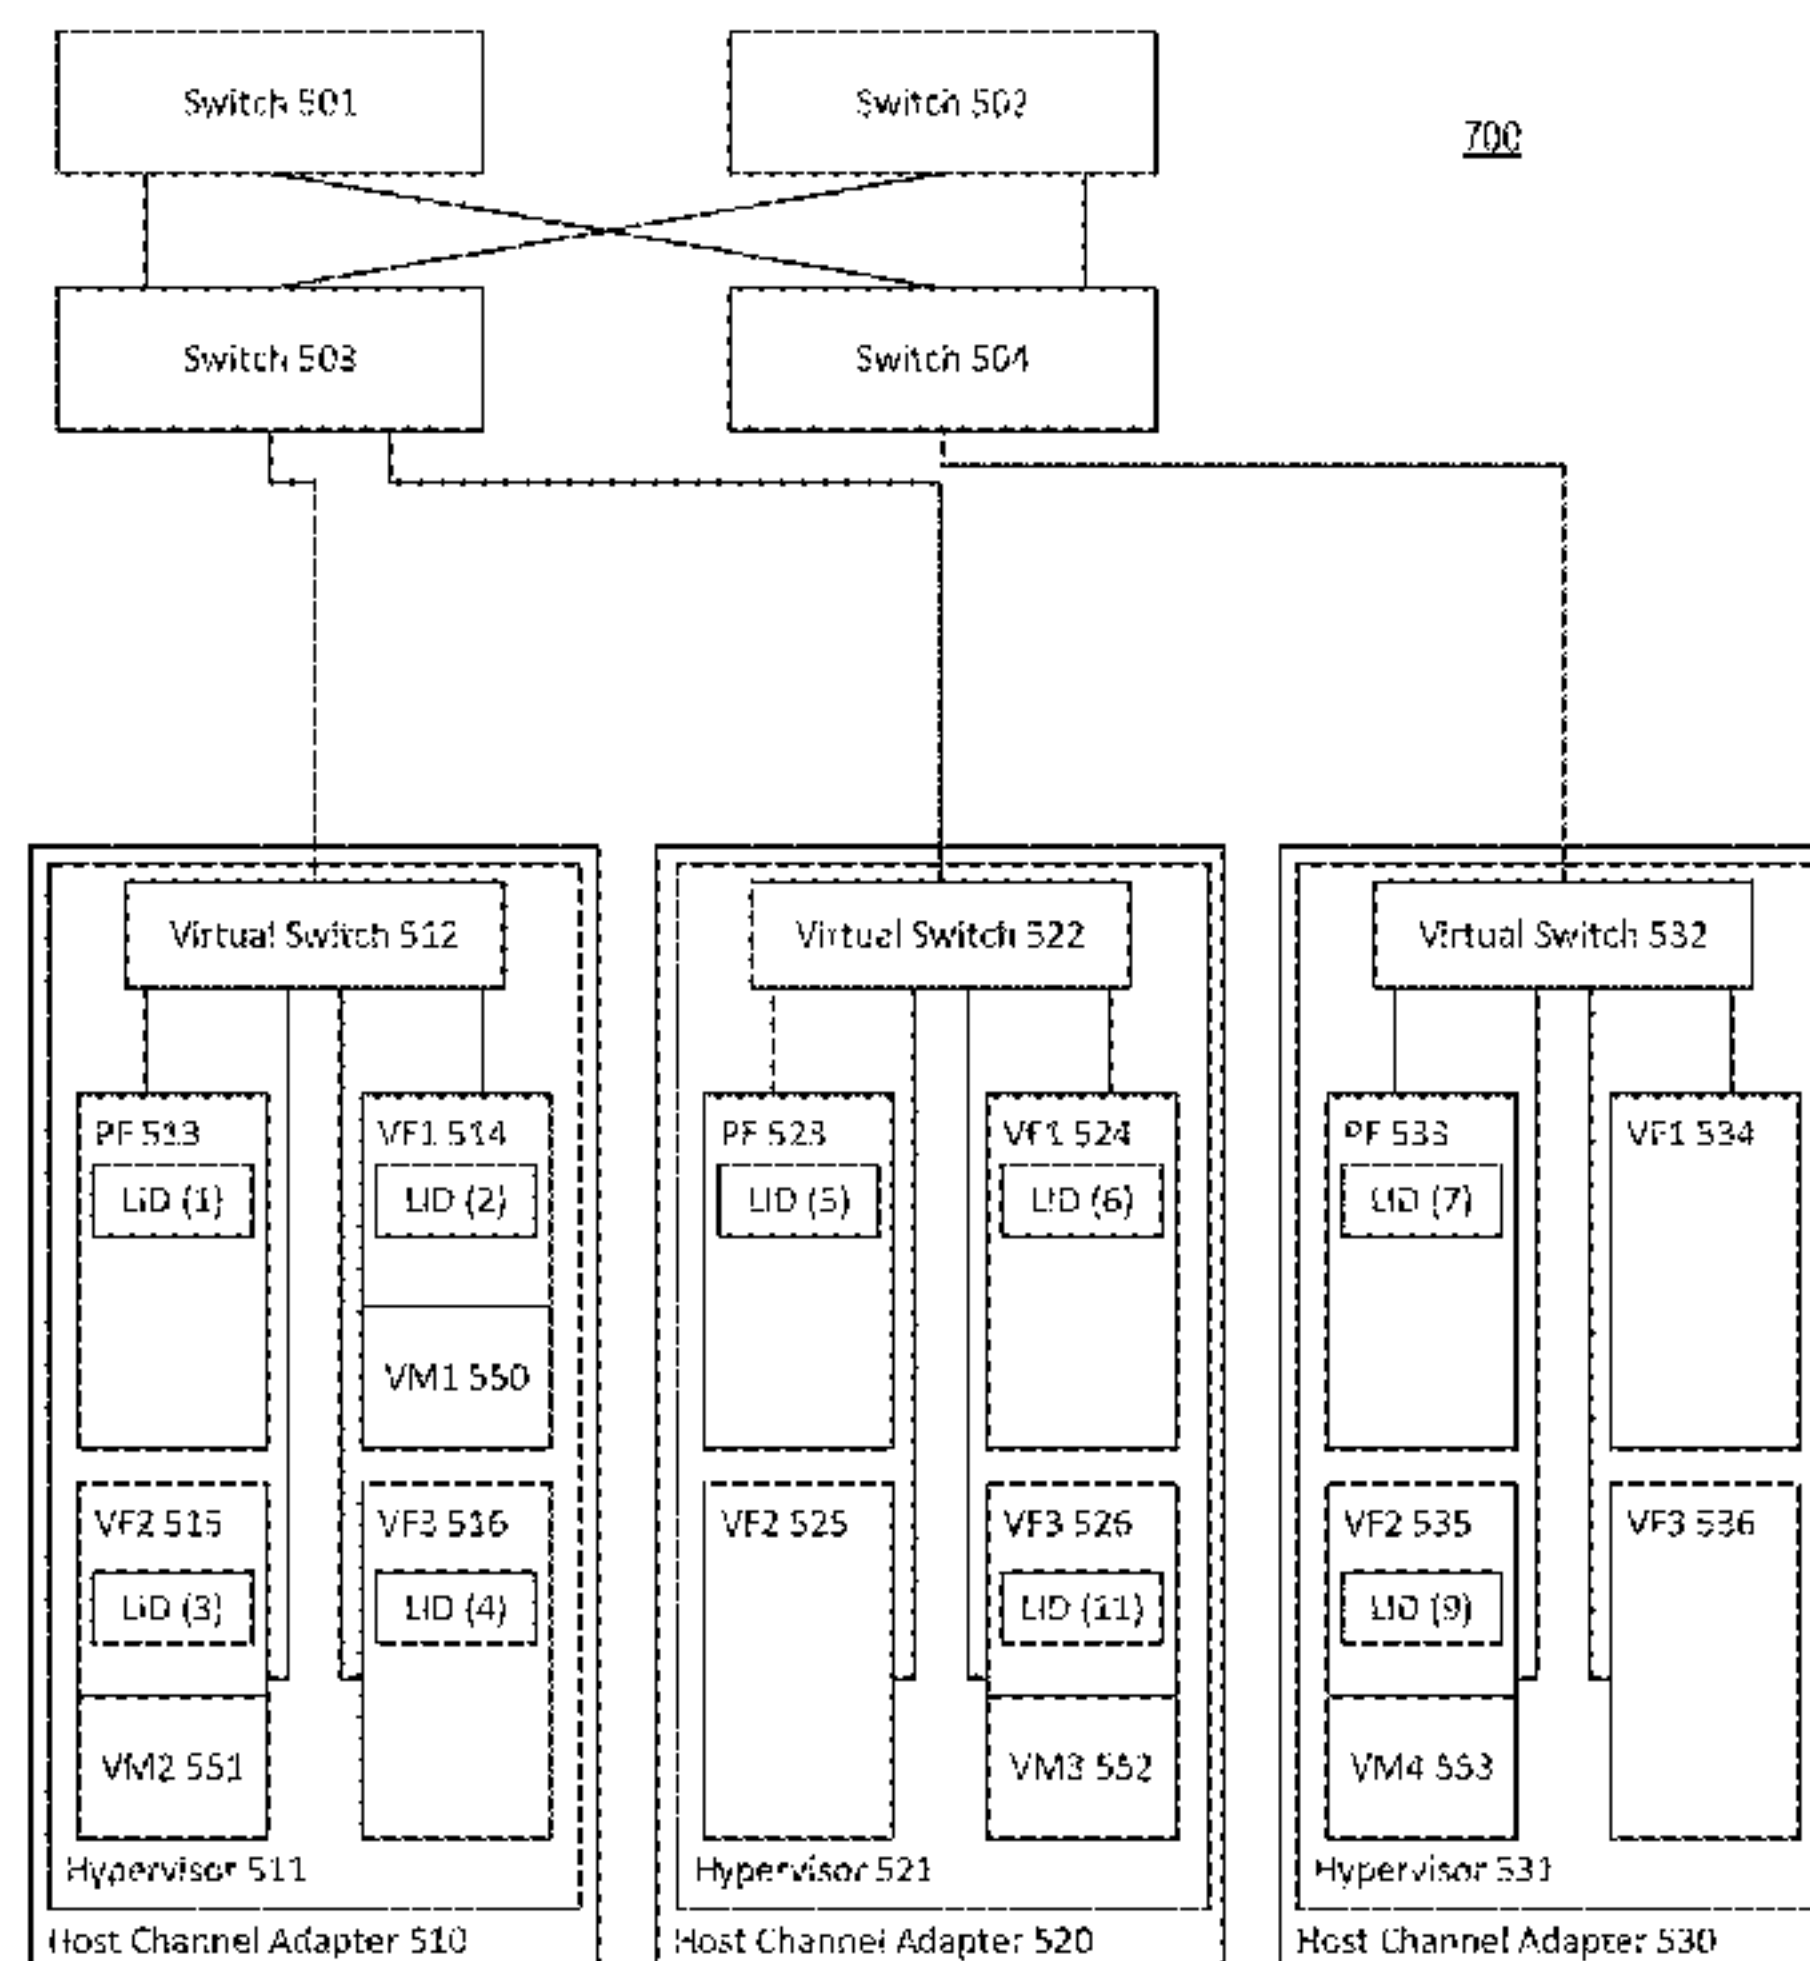 Switch 501
Switch 502
700
Switch 503
Switch 504
Virtual Switch 512
Virtual Switch 522
Virtual Switch 532
PF 513
LID (1)
VF1 514
LID (2)
VM1 550
PF 523
LID (5)
VF1 524
LID (6)
PF 533
LID (7)
VF1 534
VF2 515
LID (3)
VM2 551
VF3 516
LID (4)
VF2 525
VF3 526
LID (11)
VM3 552
VF2 535
LID (9)
VM4 553
VF3 536
Hypervisor 511
Hypervisor 521
Hypervisor 531
Host Channel Adapter 510
Host Channel Adapter 520
Host Channel Adapter 530